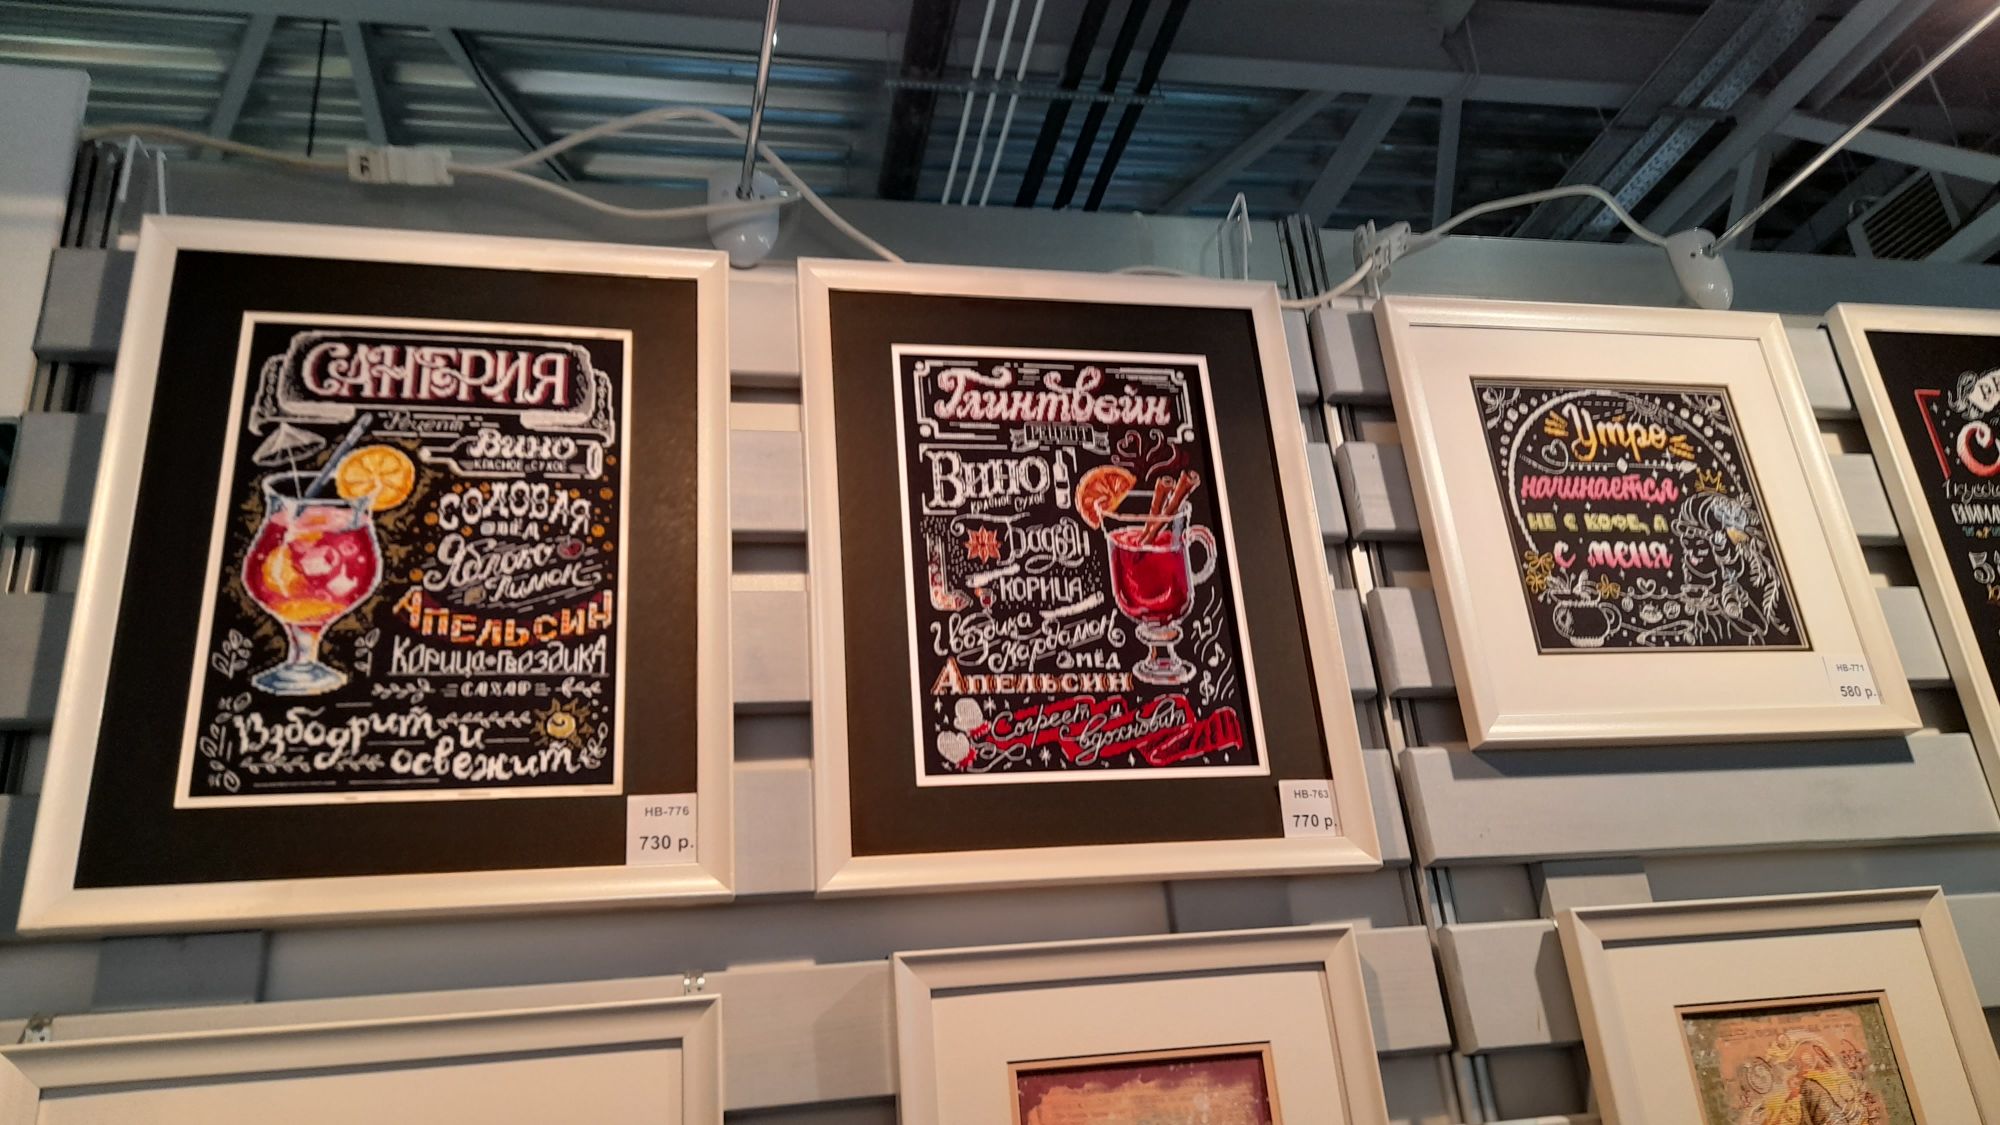 САНГРИЯ
Рецепт
Вино
КРАСНОЕ СУХОЕ
СОДОВАЯ
ЛЁД
Яблоко
Лимон
Апельсин
Корица Гвоздика
САХАР
Взбодрит
и
освежит
НВ-776
730 р.
Глинтвейн
РЕЦЕПТ
Вино
КРАСНОЕ СУХОЕ
Бадьян
КОРИЦА
Гвоздика
Кардамон
МЁД
Апельсин
Согреет и
вдохновит
НВ-763
770 р.
Утро
начинается
НЕ С КОФЕ, А
с меня
НВ-771
580 р.